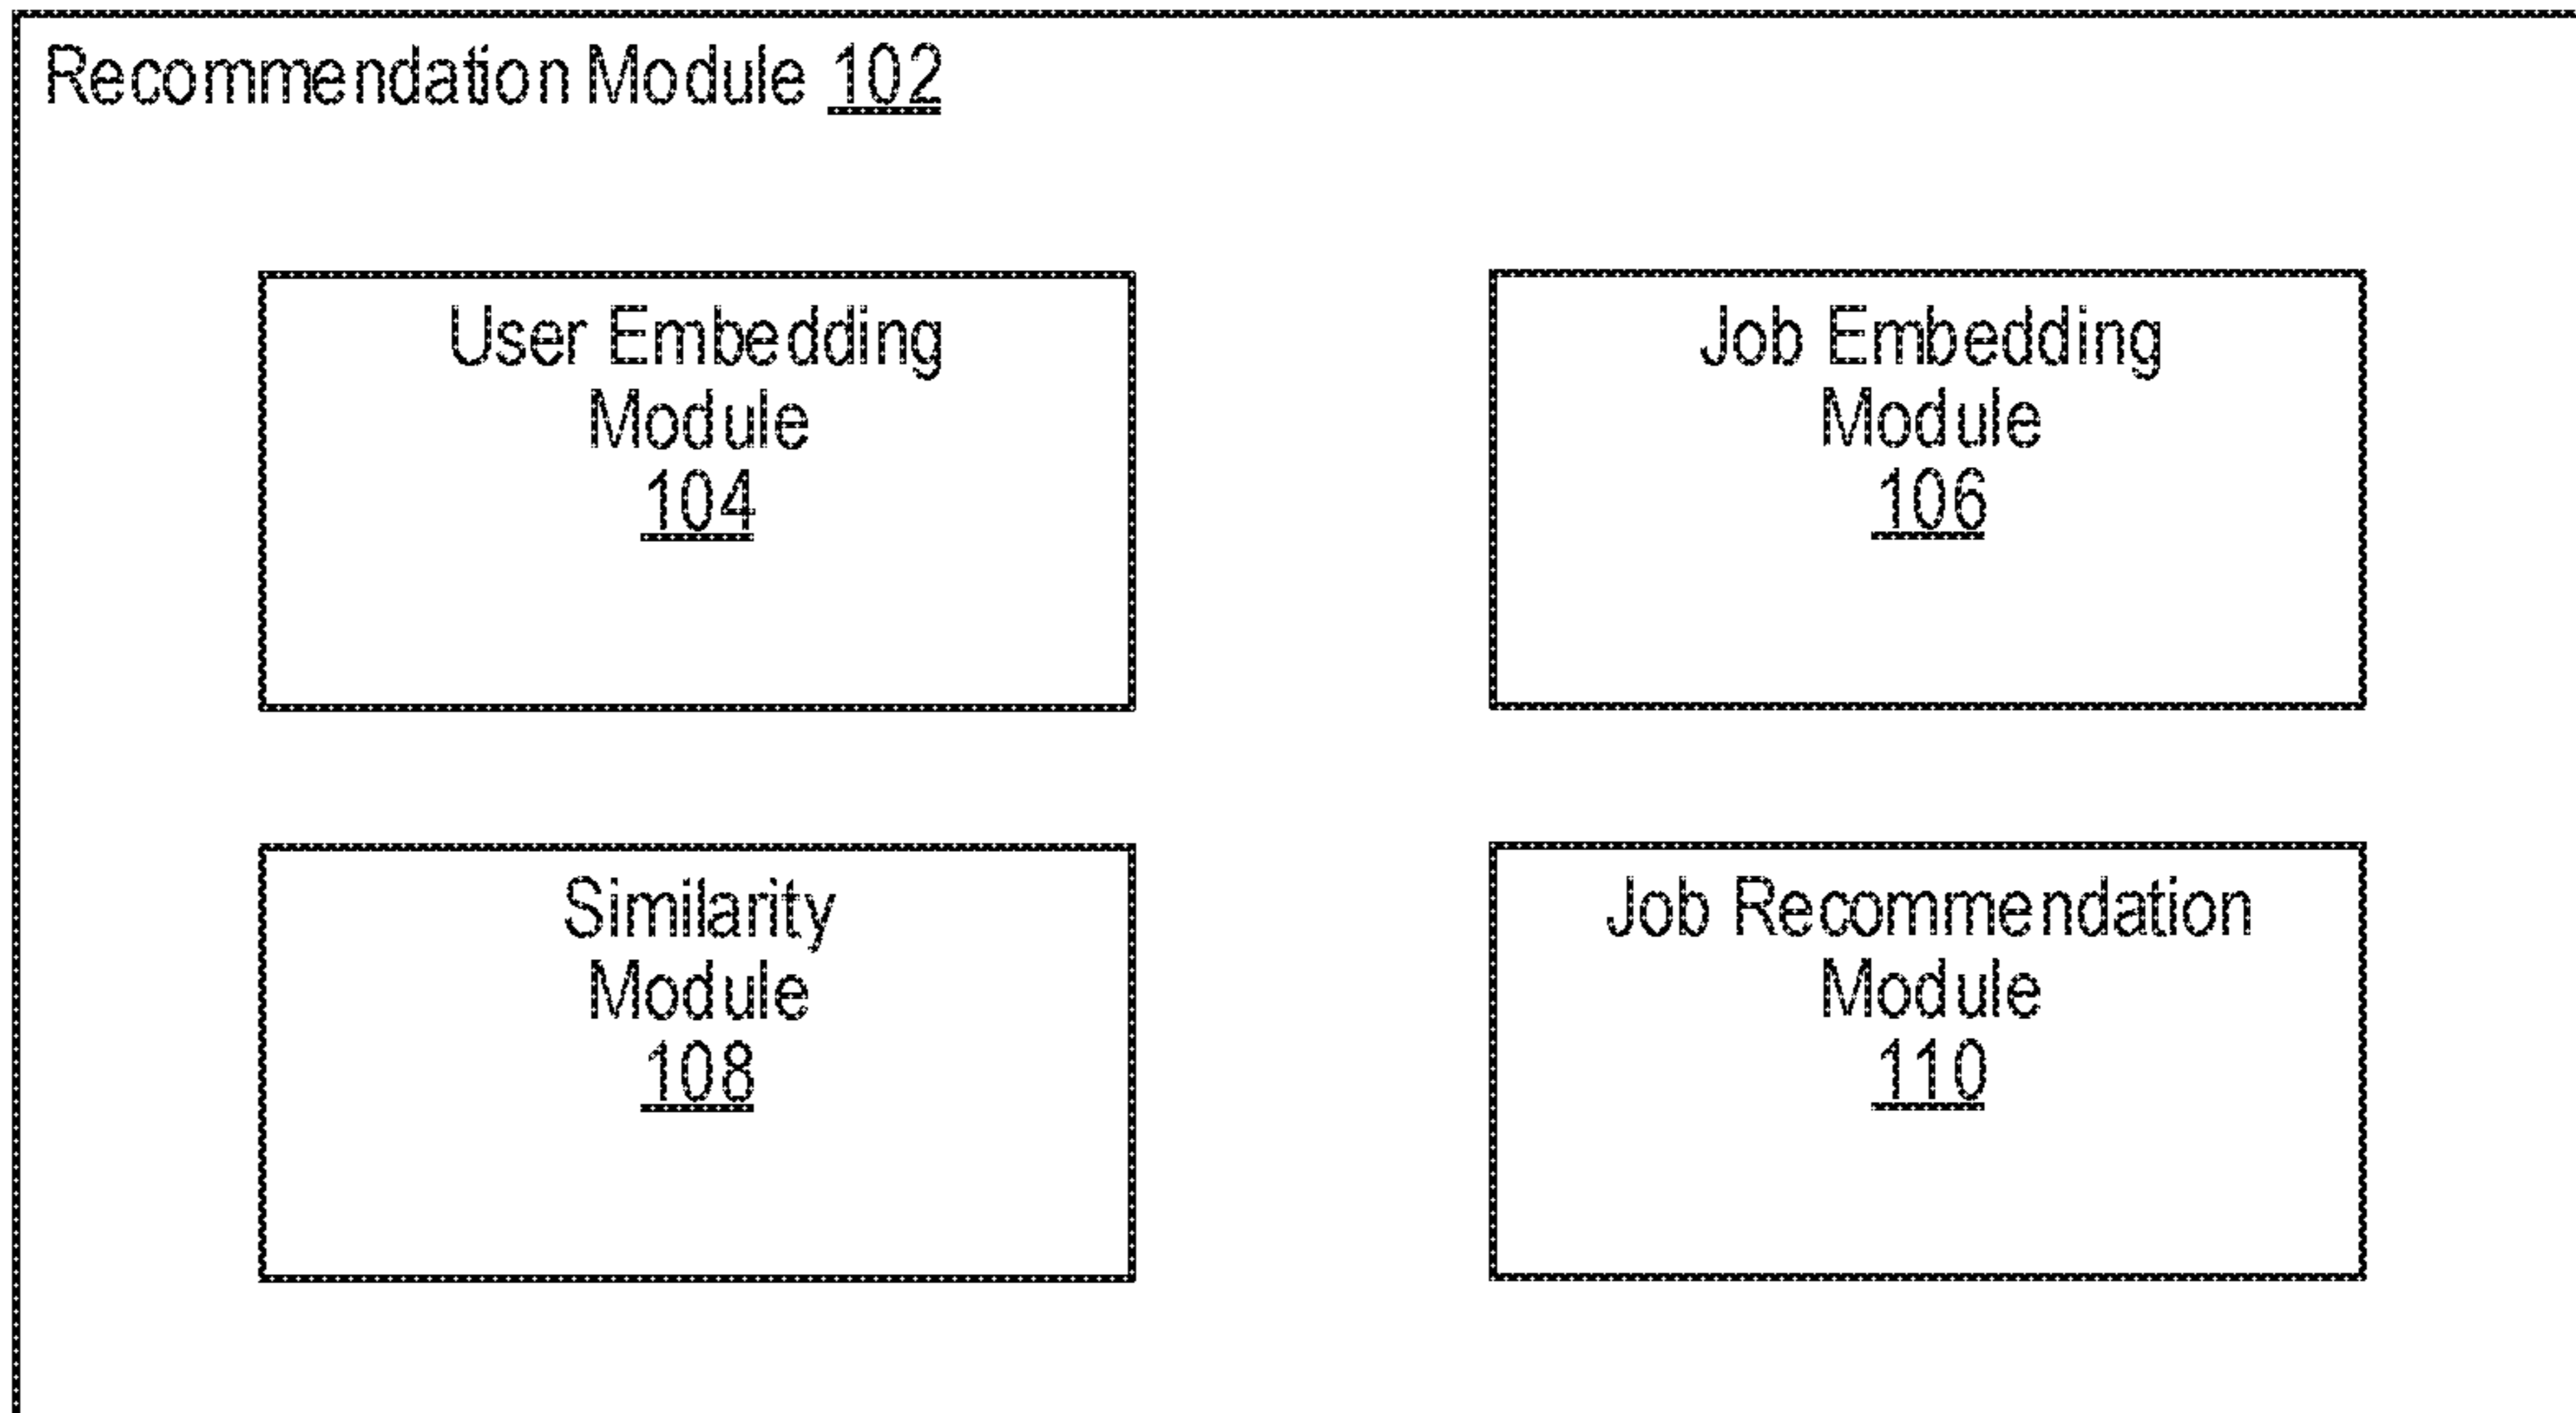 Recommendation Module 102
User Embedding
Module
104
Job Embedding
Module
106
Similarity
Module
108
Job Recommendation
Module
110